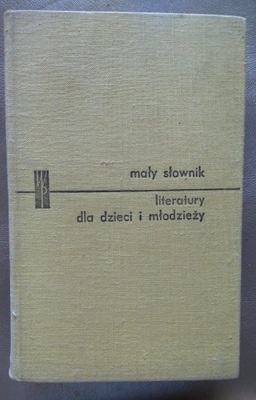 mały słownik
literatury
dla dzieci i młodzieży